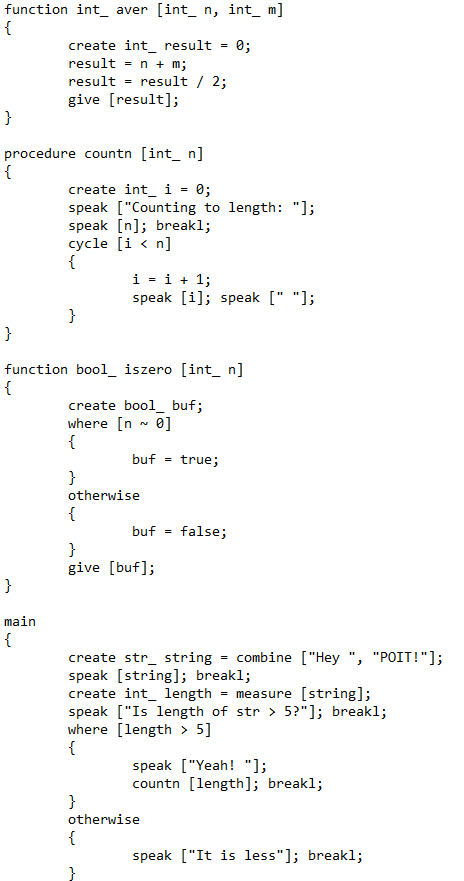 function int_ aver [int_ n, int_ m]
{
        create int_ result = 0;
        result = n + m;
        result = result / 2;
        give [result];
}

procedure countn [int_ n]
{
        create int_ i = 0;
        speak ["Counting to length: "];
        speak [n]; breakl;
        cycle [i < n]
        {
                i = i + 1;
                speak [i]; speak [" "];
        }
}

function bool_ iszero [int_ n]
{
        create bool_ buf;
        where [n ~ 0]
        {
                buf = true;
        }
        otherwise
        {
                buf = false;
        }
        give [buf];
}

main
{
        create str_ string = combine ["Hey ", "POIT!"];
        speak [string]; breakl;
        create int_ length = measure [string];
        speak ["Is length of str > 5?"]; breakl;
        where [length > 5]
        {
                speak ["Yeah! "];
                countn [length]; breakl;
        }
        otherwise
        {
                speak ["It is less"]; breakl;
        }